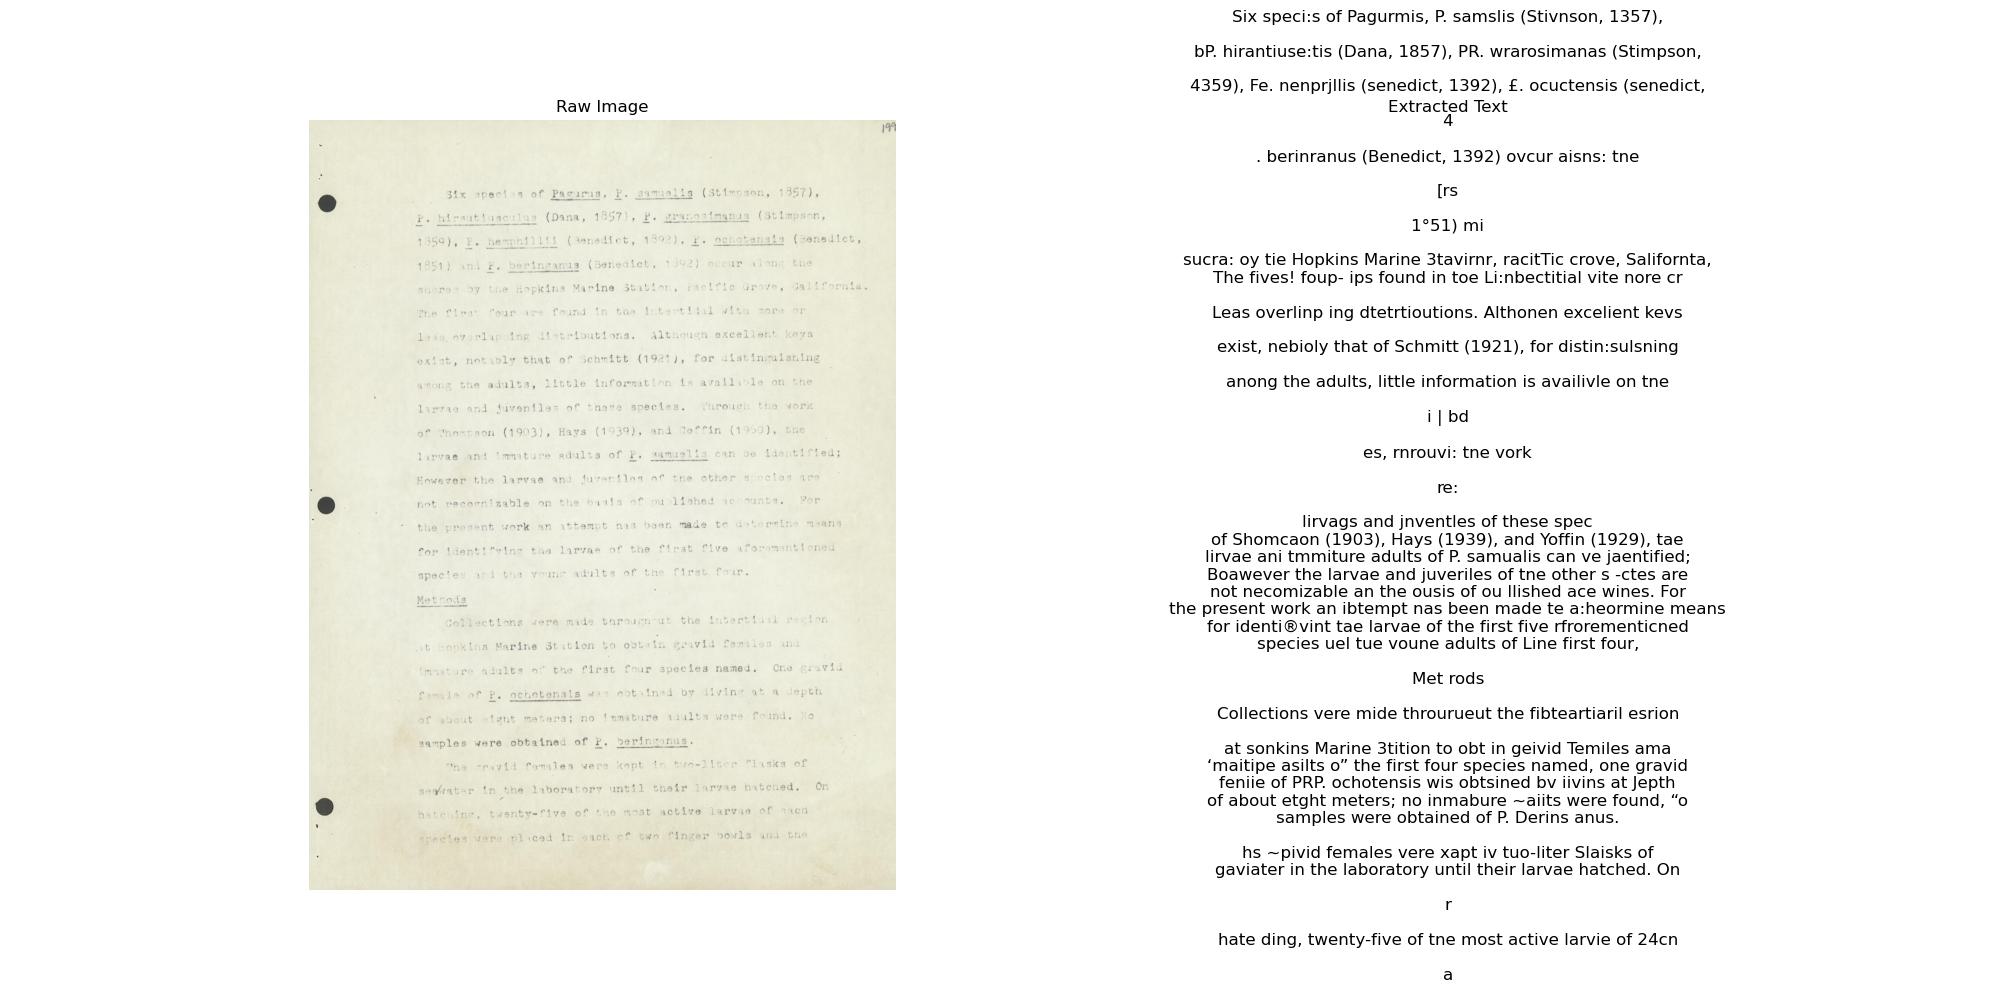 Raw Image
199
Six species of Pagurus, P. samuelis (Stimpson, 1857),
P. hirsutiusculus (Dana, 1857), P. granosimanus (Stimpson,
1859), P. hemphillii (Benedict, 1892), P. ochotensis (Benedict,
1851) and P. beringanus (Benedict, 1892) occur along the
shores by the Hopkins Marine Station, Pacific Grove, California.
The first four are found in the intertidal with more or
less overlapping distributions. Although excellent keys
exist, notably that of Schmitt (1921), for distinguishing
among the adults, little information is available on the
larvae and juveniles of these species. Through the work
of Thompson (1903), Hays (1939), and Coffin the
larvae and immature adults of P. samuelis can be identified;
However the larvae and juveniles of the other species are
not recognizable on the basis of published accounts. For
the present work an attempt has been made to determine means
for identifying the larvae of the first five aforementioned
species and the young adults of the first four.
Methods
Collections were made throughout the intertidal region
at Hopkins Marine Station to obtain gravid females and
immature adults of the first four species named. One gravid
female of P. ochotensis was obtained by diving at a depth
of about eight meters; no immature adults were found. No
samples were obtained of P. beringanus.
The gravid females were kept in two-liter flasks of
seawater in the laboratory until their larvae hatched. On
hatching, twenty-five of the most active larvae of each
species were placed in each of two finger bowls and the
Six speci:s of Pagurmis, P. samslis (Stivnson, 1357),
bP. hirantiuse:tis (Dana, 1857), PR. wrarosimanas (Stimpson,
4359), Fe. nenprjllis (senedict, 1392), £. ocuctensis (senedict,
Extracted Text
4
. berinranus (Benedict, 1392) ovcur aisns: tne
[rs
1°51) mi
sucra: oy tie Hopkins Marine 3tavirnr, racitTic crove, Salifornta,
The fives! foup- ips found in toe Li:nbectitial vite nore cr
Leas overlinp ing dtetrtioutions. Althonen excelient kevs
exist, nebioly that of Schmitt (1921), for distin:sulsning
anong the adults, little information is availivle on tne
i | bd
es, rnrouvi: tne vork
re:
lirvags and jnventles of these spec
of Shomcaon (1903), Hays (1939), and Yoffin (1929), tae
lirvae ani tmmiture adults of P. samualis can ve jaentified;
Boawever the larvae and juveriles of tne other s -ctes are
not necomizable an the ousis of ou llished ace wines. For
the present work an ibtempt nas been made te a:heormine means
for identi®vint tae larvae of the first five rfrorementicned
species uel tue voune adults of Line first four,
Met rods
Collections vere mide throurueut the fibteartiaril esrion
at sonkins Marine 3tition to obt in geivid Temiles ama
‘maitipe asilts o” the first four species named, one gravid
feniie of PRP. ochotensis wis obtsined bv iivins at Jepth
of about etght meters; no inmabure ~aiits were found, “o
samples were obtained of P. Derins anus.
hs ~pivid females vere xapt iv tuo-liter Slaisks of
gaviater in the laboratory until their larvae hatched. On
r
hate ding, twenty-five of tne most active larvie of 24cn
a